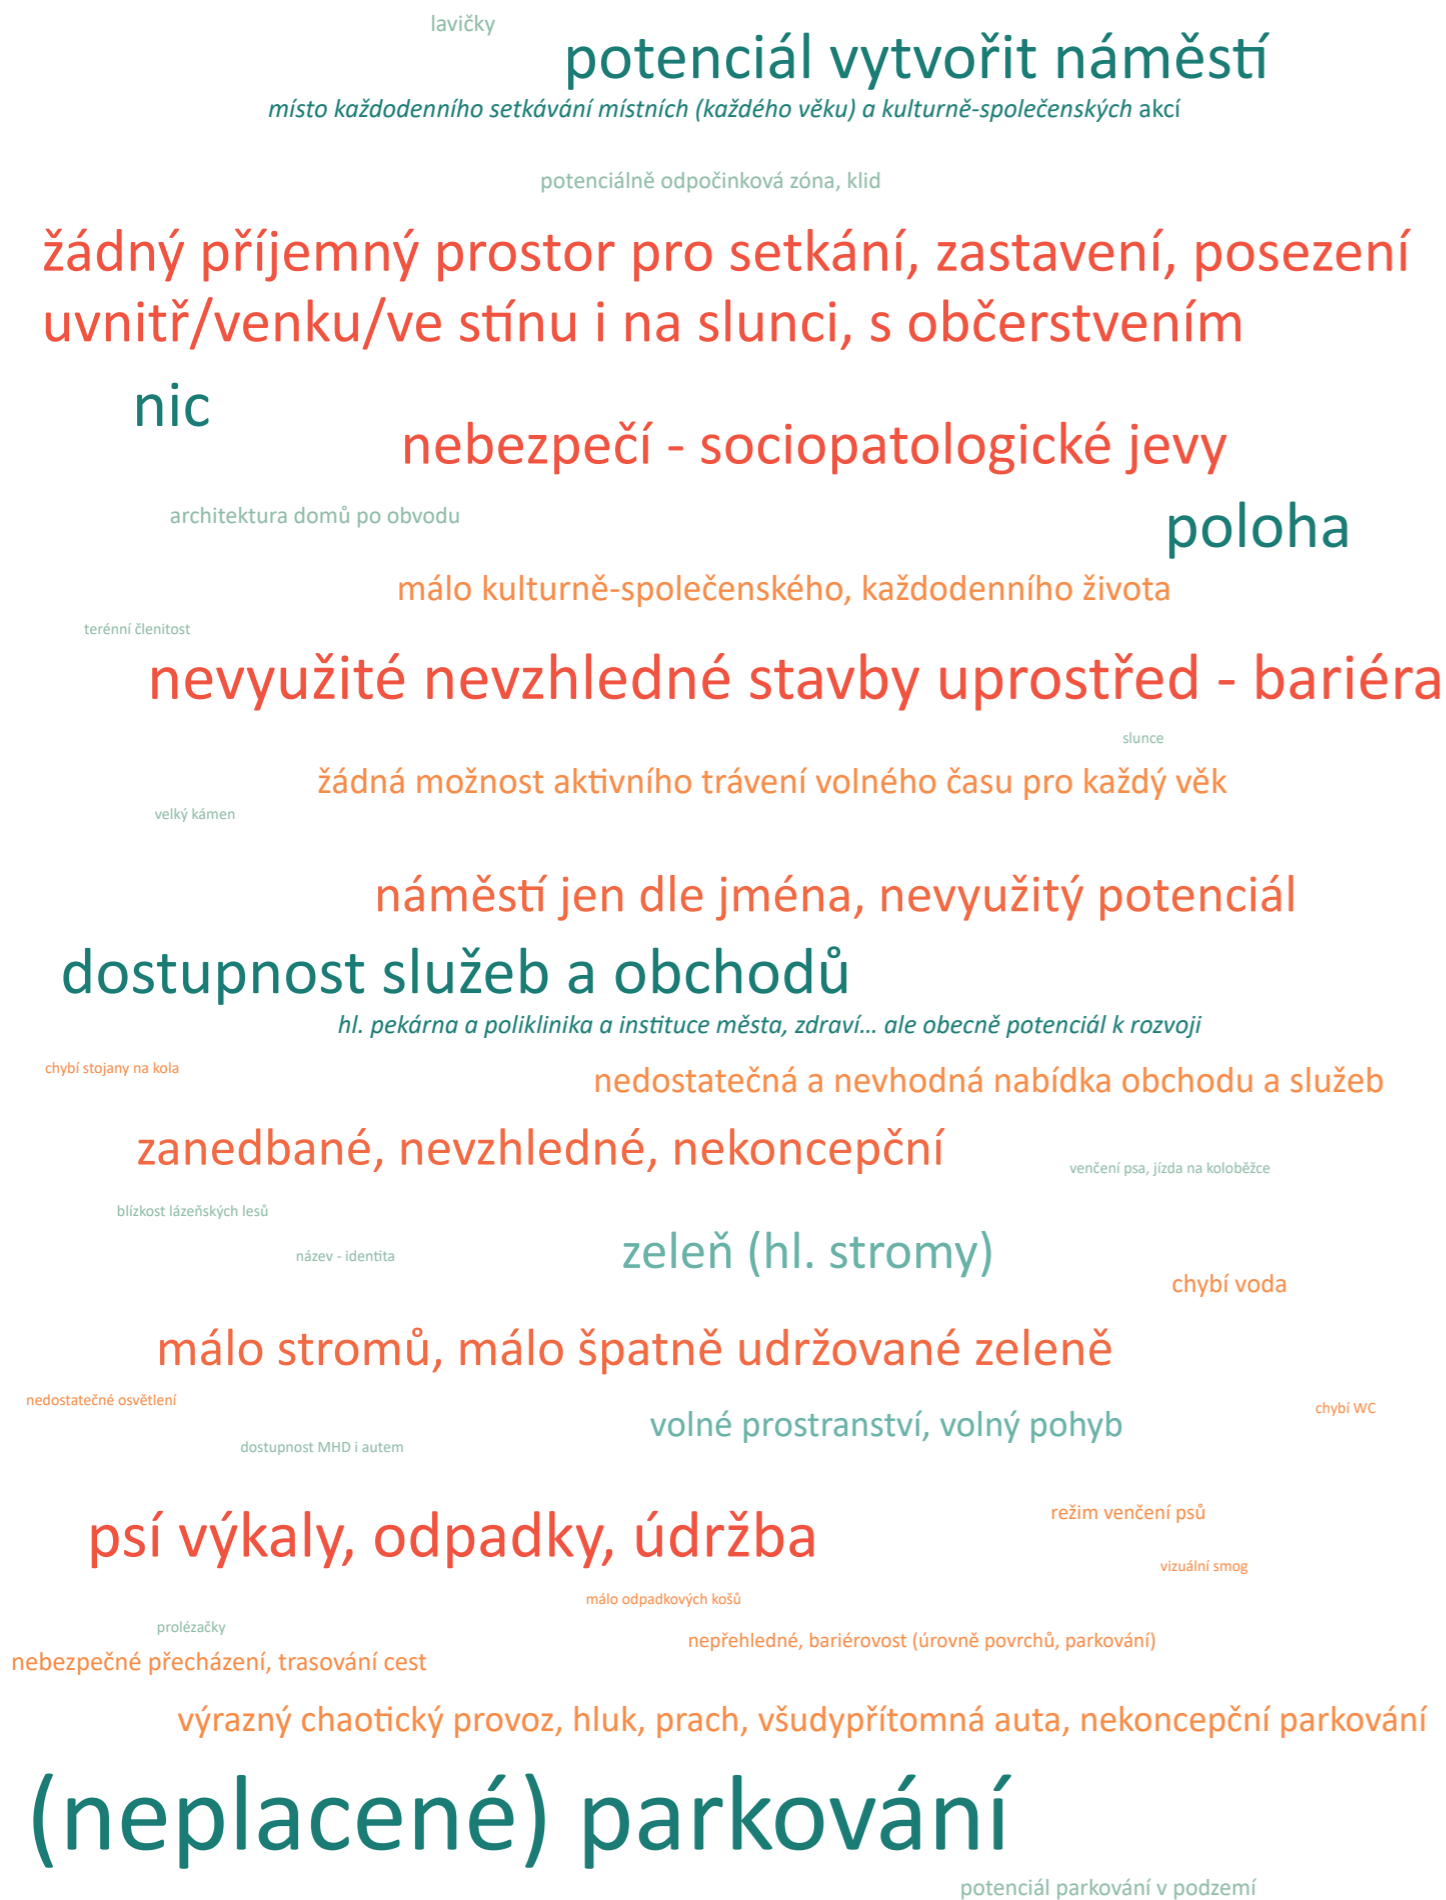 lavičky
potenciál vytvořit náměstí
místo každodenního setkávání místních (každého věku) a kulturně-společenských akcí
potenciálně odpočinková zóna, klid
žádný příjemný prostor pro setkání, zastavení, posezení
uvnitř/venku/ve stínu i na slunci, s občerstvením
nic
nebezpečí - sociopatologické jevy
architektura domů po obvodu
poloha
málo kulturně-společenského, každodenního života
terénní členitost
nevyužité nevzhledné stavby uprostřed - bariéra
slunce
žádná možnost aktivního trávení volného času pro každý věk
velký kámen
náměstí jen dle jména, nevyužitý potenciál
dostupnost služeb a obchodů
hl. pekárna a poliklinika a instituce města, zdraví... ale obecně potenciál k rozvoji
chybí stojany na kola
nedostatečná a nevhodná nabídka obchodu a služeb
zanedbané, nevzhledné, nekoncepční
venčení psa, jízda na koloběžce
blízkost lázeňských lesů
název - identita
zeleň (hl. stromy)
chybí voda
málo stromů, málo špatně udržované zeleně
nedostatečné osvětlení
chybí WC
volné prostranství, volný pohyb
dostupnost MHD i autem
režim venčení psů
psí výkaly, odpadky, údržba
vizuální smog
málo odpadkových košů
prolézačky
nepřehledné, bariérovost (úrovně povrchů, parkování)
nebezpečné přecházení, trasování cest
výrazný chaotický provoz, hluk, prach, všudypřítomná auta, nekoncepční parkování
(neplacené) parkování
potenciál parkování v podzemí